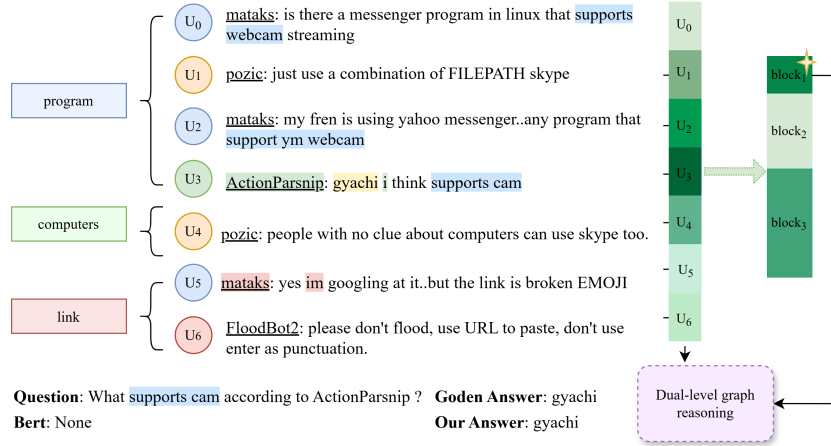 U0
mataks: is there a messenger program in linux that supports
webcam streaming
U1
pozic: just use a combination of FILEPATH skype
program
U2
mataks: my fren is using yahoo messenger..any program that
support ym webcam
U3
ActionParsnip: gyachi i think supports cam
computers
U4
pozic: people with no clue about computers can use skype too.
U5
mataks: yes im googling at it..but the link is broken EMOJI
link
U6
FloodBot2: please don't flood, use URL to paste, don't use
enter as punctuation.
U0
U1
U2
U3
U4
U5
U6
block1
block2
block3
Question: What supports cam according to ActionParsnip ?
Goden Answer: gyachi
Bert: None
Our Answer: gyachi
Dual-level graph
reasoning